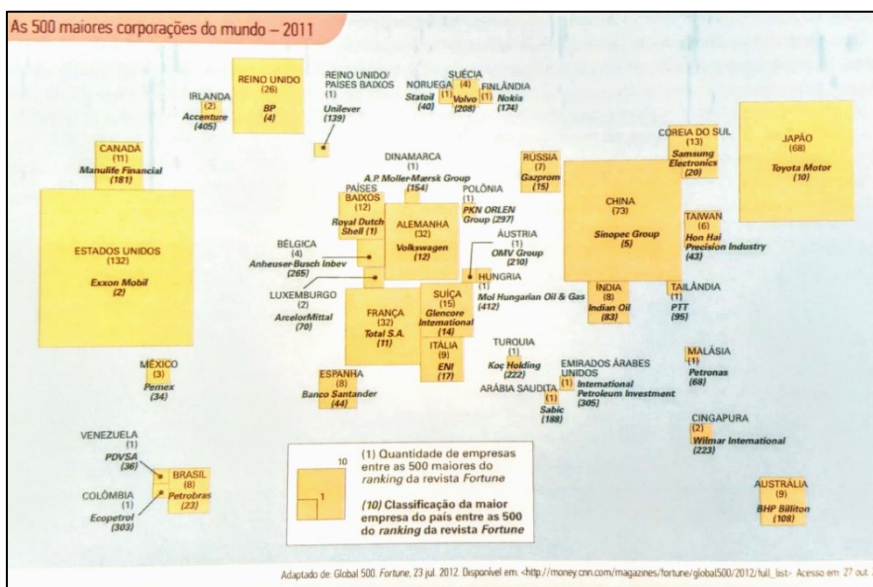 As 500 maiores corporações do mundo – 2011
REINO UNIDO
(26)
BP
(4)
IRLANDA
(2)
Accenture
(405)
REINO UNIDO/
PAÍSES BAIXOS
(1)
Unilever
(139)
NORUEGA
(1)
Statoil
(40)
SUÉCIA
(4)
Volvo
(208)
FINLÂNDIA
(1)
Nokia
(174)
CANADÁ
(11)
Manulife Financial
(181)
DINAMARCA
(1)
A.P. Moller-Mærsk Group
(154)
RÚSSIA
(7)
Gazprom
(15)
COREIA DO SUL
(13)
Samsung
Electronics
(20)
JAPÃO
(68)
Toyota Motor
(10)
ESTADOS UNIDOS
(132)
Exxon Mobil
(2)
PAÍSES
BAIXOS
(12)
Royal Dutch
Shell (1)
ALEMANHA
(32)
Volkswagen
(12)
POLÔNIA
(1)
PKN ORLEN
Group (297)
CHINA
(73)
Sinopec Group
(5)
TAIWAN
(6)
Hon Hai
Precision Industry
(43)
BÉLGICA
(4)
Anheuser-Busch Inbev
(265)
ÁUSTRIA
(1)
OMV Group
(210)
HUNGRIA
(1)
Mol Hungarian Oil & Gas
(412)
LUXEMBURGO
(2)
ArcelorMittal
(70)
FRANÇA
(32)
Total S.A.
(11)
SUÍÇA
(15)
Glencore
International
(14)
ÍNDIA
(8)
Indian Oil
(83)
TAILÂNDIA
(1)
PTT
(95)
ITÁLIA
(9)
ENI
(17)
MÉXICO
(3)
Pemex
(34)
ESPANHA
(8)
Banco Santander
(44)
TURQUIA
(1)
Koç Holding
(222)
EMIRADOS ÁRABES
UNIDOS
(1)
International
Petroleum Investment
(305)
ARÁBIA SAUDITA
(1)
Sabic
(188)
MALÁSIA
(1)
Petronas
(68)
CINGAPURA
(2)
Wilmar International
(223)
VENEZUELA
(1)
PDVSA
(36)
BRASIL
(8)
Petrobras
(23)
COLÔMBIA
(1)
Ecopetrol
(303)
AUSTRÁLIA
(9)
BHP Billiton
(108)
10
1
(1) Quantidade de empresas
entre as 500 maiores do
ranking da revista Fortune
(10) Classificação da maior
empresa do país entre as 500
do ranking da revista Fortune
Adaptado de: Global 500. Fortune, 23 jul. 2012. Disponível em: <http://money.cnn.com/magazines/fortune/global500/2012/full_list>. Acesso em: 27 out.